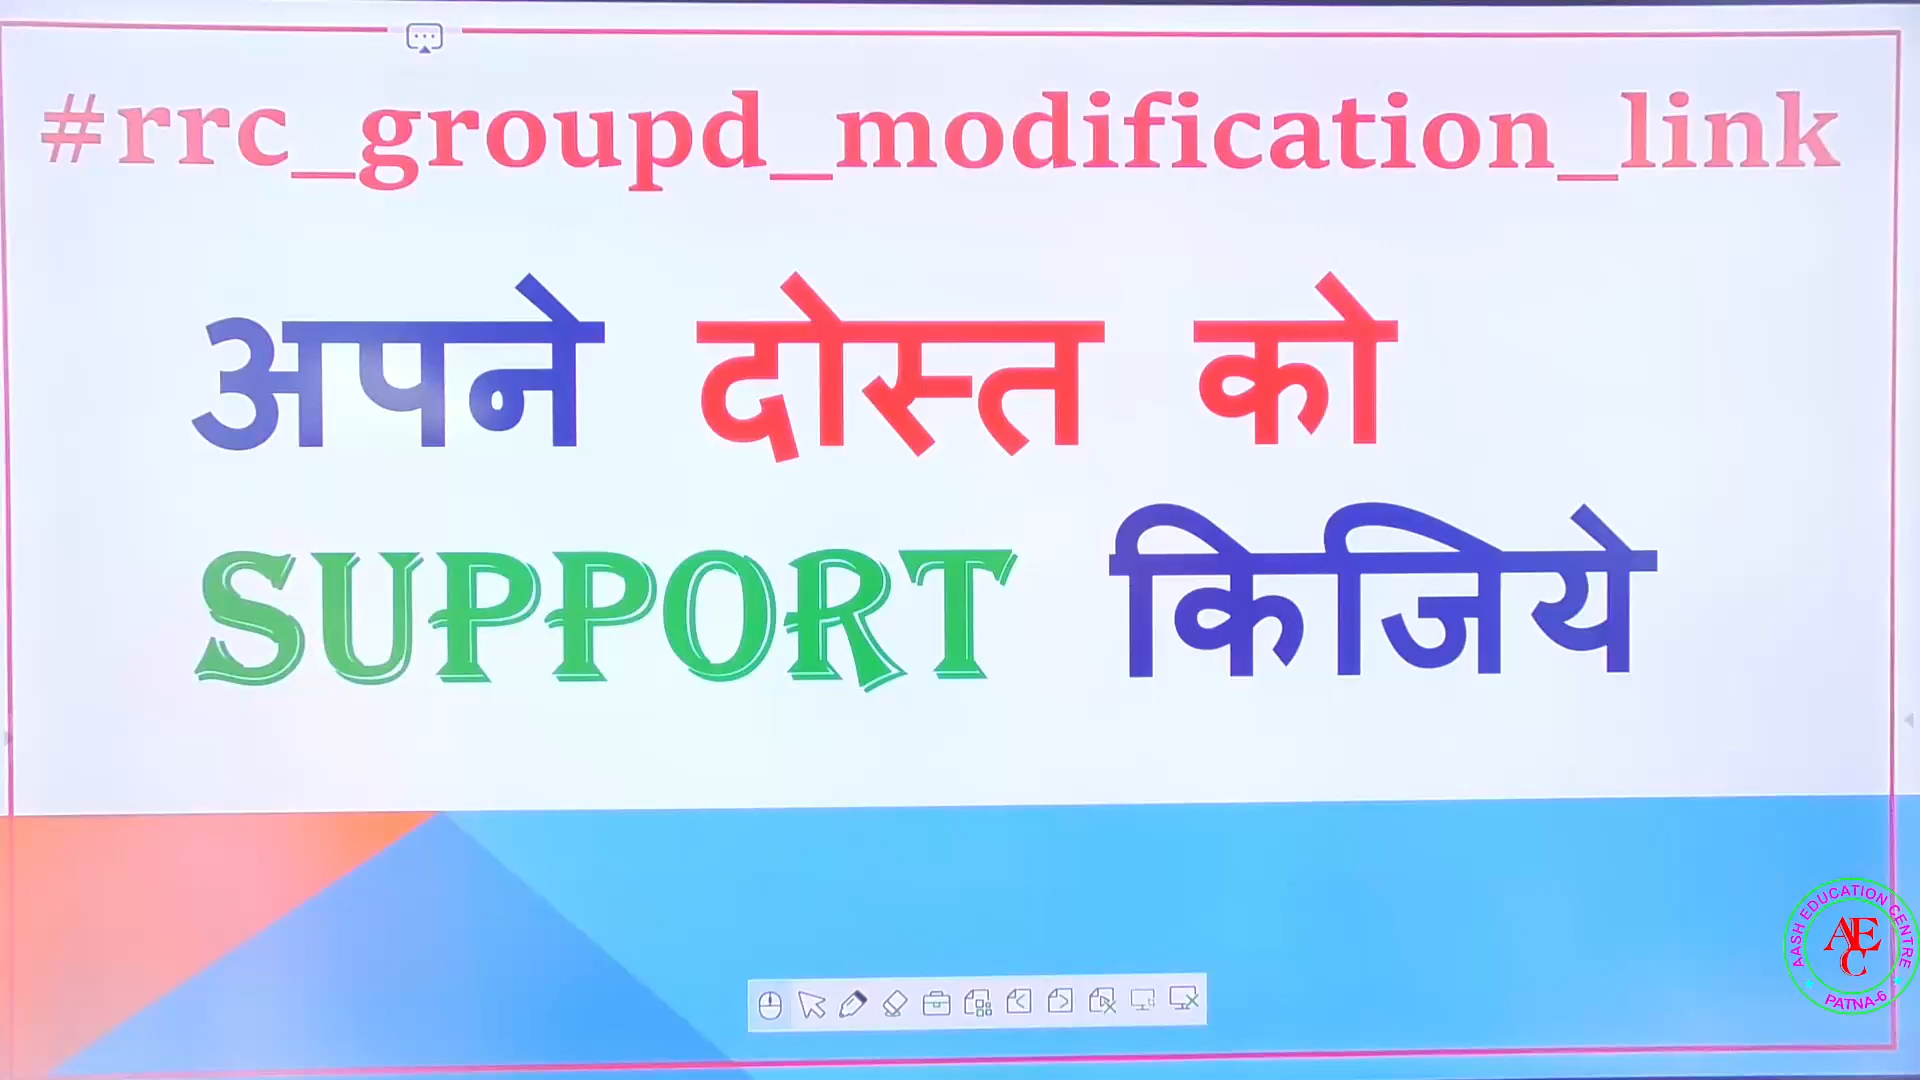 #rrc_groupd_modification_link
अपने दोस्त को
SUPPORT किजिये
AASH EDUCATION CENTRE
AEC
PATNA-6